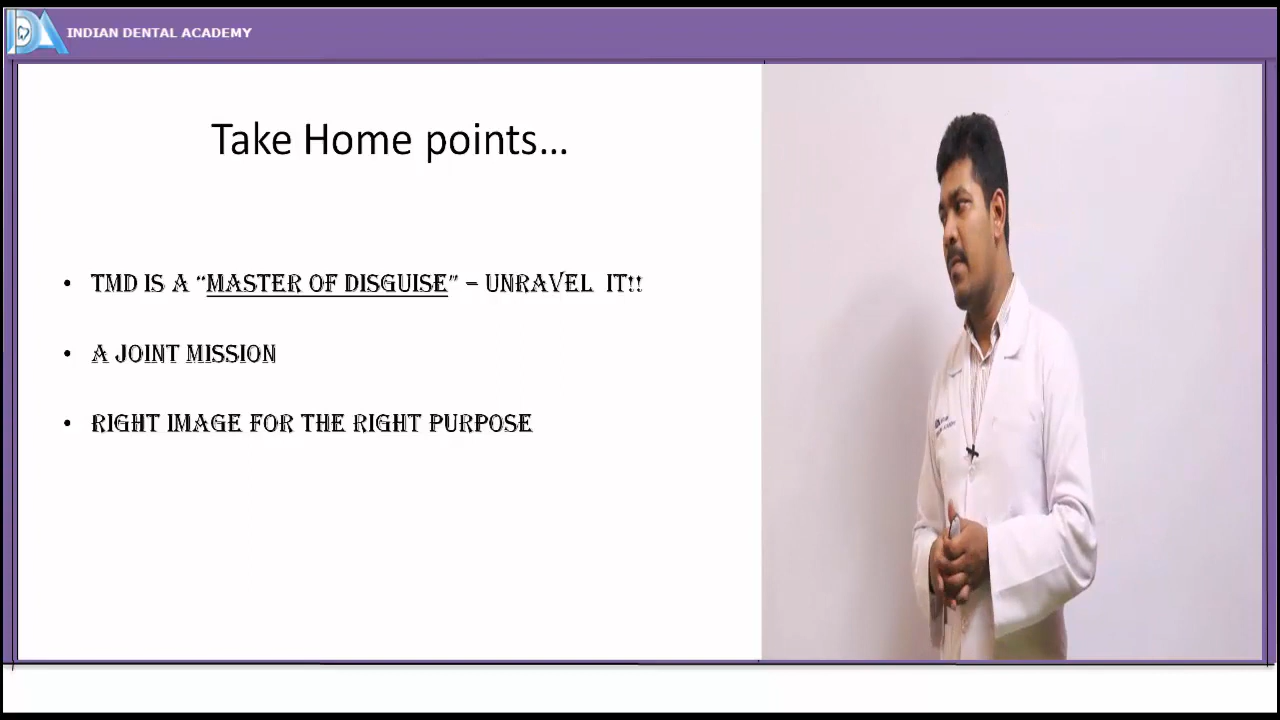 INDIAN DENTAL ACADEMY
Take Home points...
• TMD IS A “MASTER OF DISGUISE” – UNRAVEL IT!!
• A JOINT MISSION
• RIGHT IMAGE FOR THE RIGHT PURPOSE